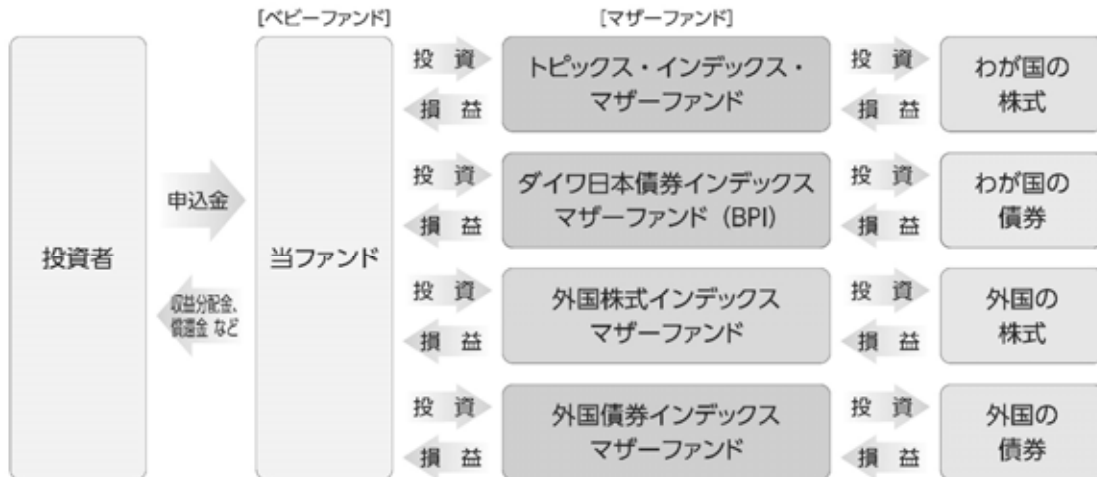 [ベビーファンド]
[マザーファンド]
投資者
申込金
収益分配金、
償還金 など
当ファンド
投 資
損 益
トピックス・インデックス・
マザーファンド
投 資
損 益
わが国の
株式
投 資
損 益
ダイワ日本債券インデックス
マザーファンド（BPI）
投 資
損 益
わが国の
債券
投 資
損 益
外国株式インデックス
マザーファンド
投 資
損 益
外国の
株式
投 資
損 益
外国債券インデックス
マザーファンド
投 資
損 益
外国の
債券